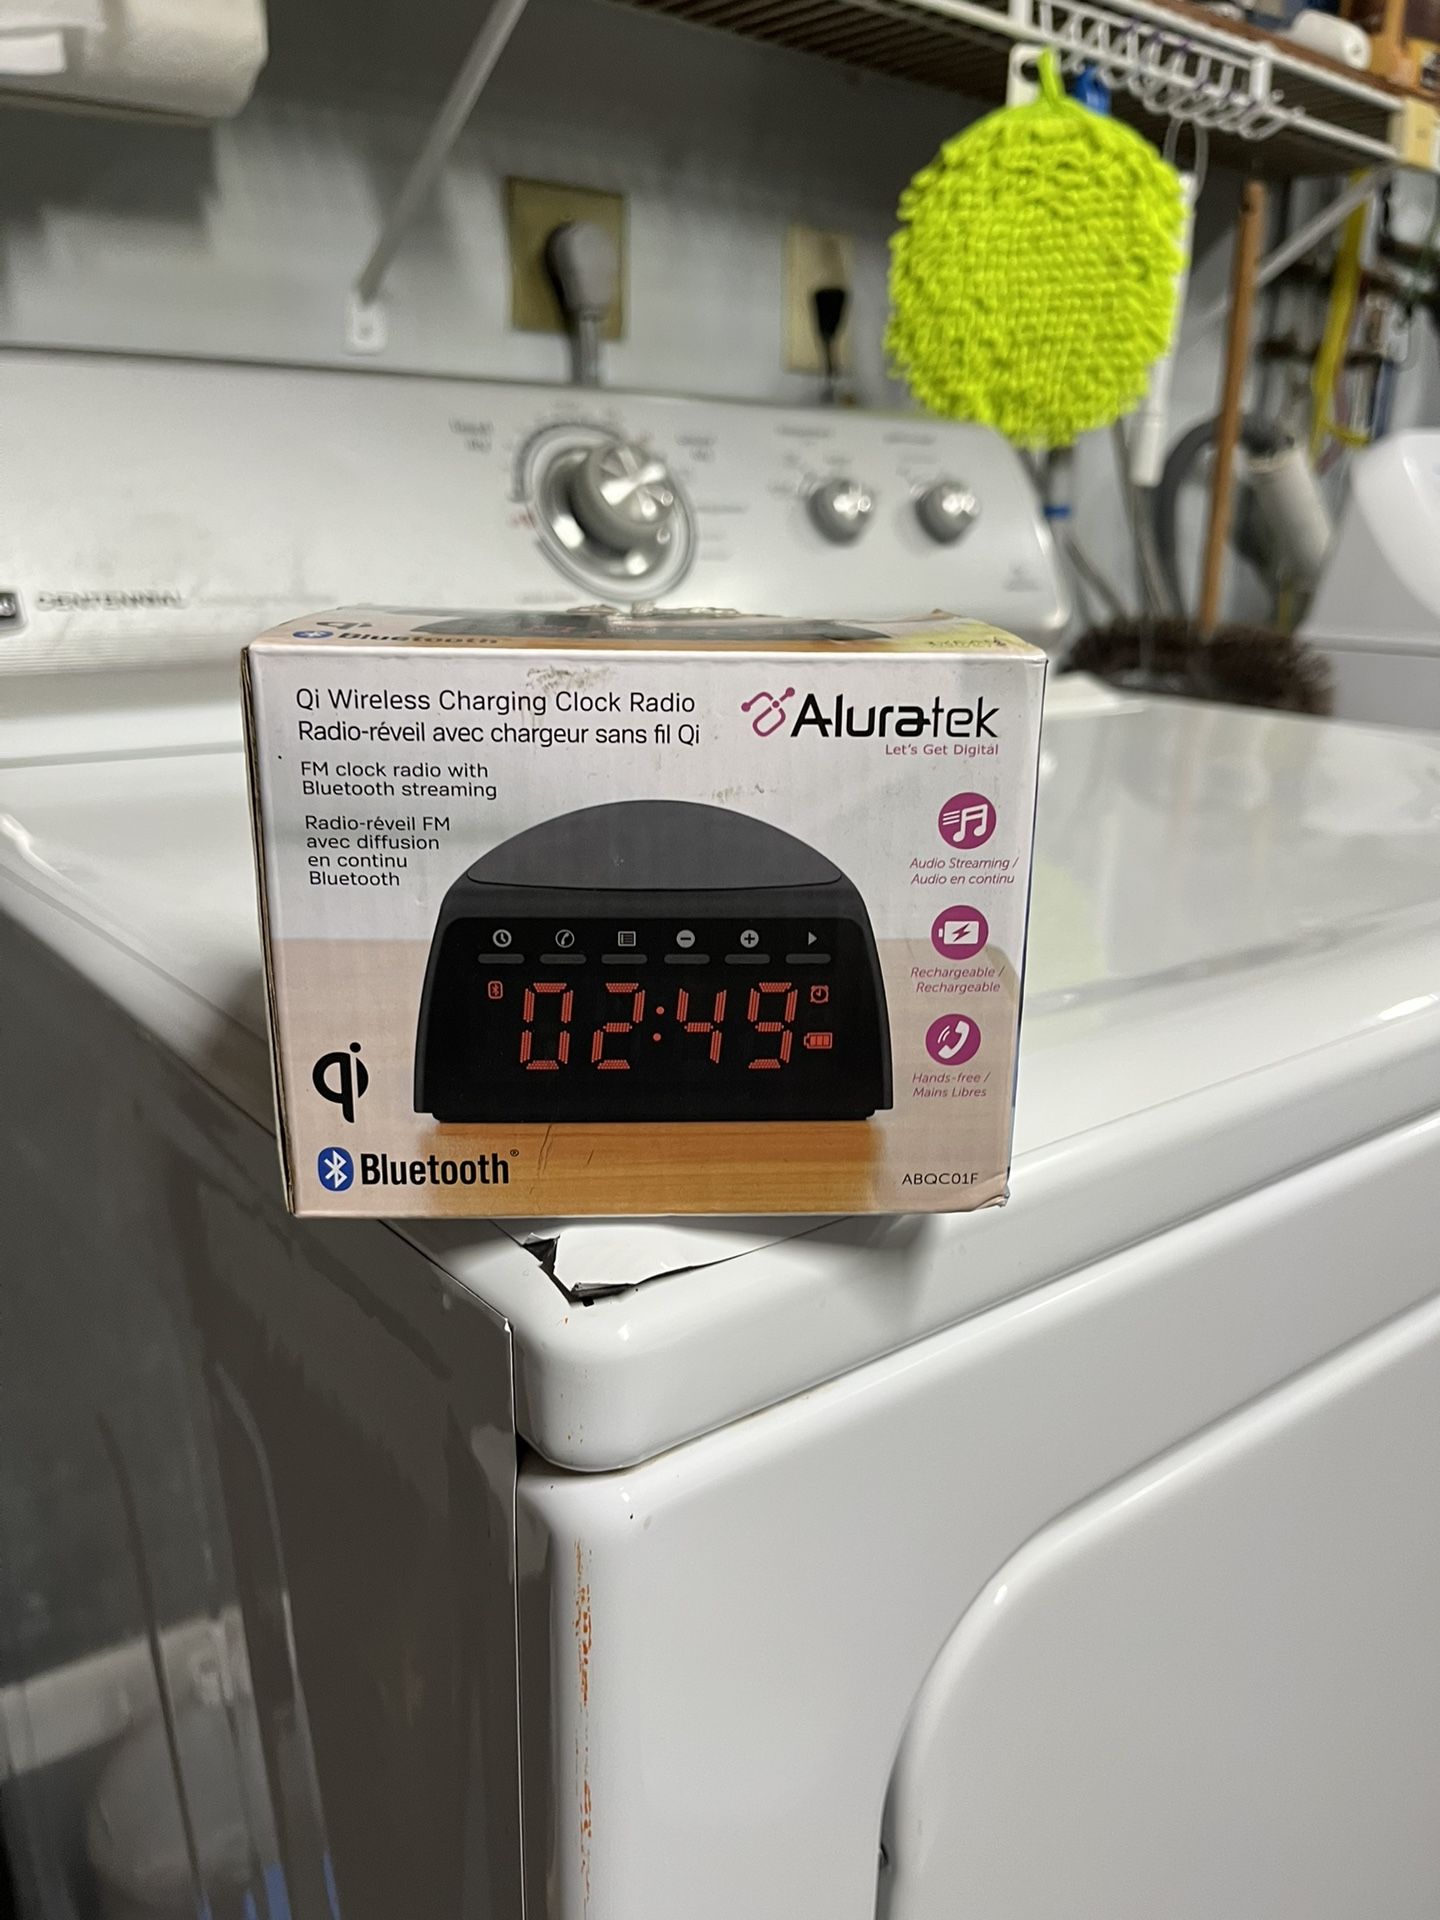 CENTENNIAL
Bluetooth
Qi Wireless Charging Clock Radio
Radio-réveil avec chargeur sans fil Qi
Aluratek
Let's Get Digital
FM clock radio with
Bluetooth streaming
Radio-réveil FM
avec diffusion
en continu
Bluetooth
Audio Streaming /
Audio en continu
Rechargeable /
Rechargeable
Hands-free /
Mains Libres
02:49
qi
Bluetooth®
ABQC01F